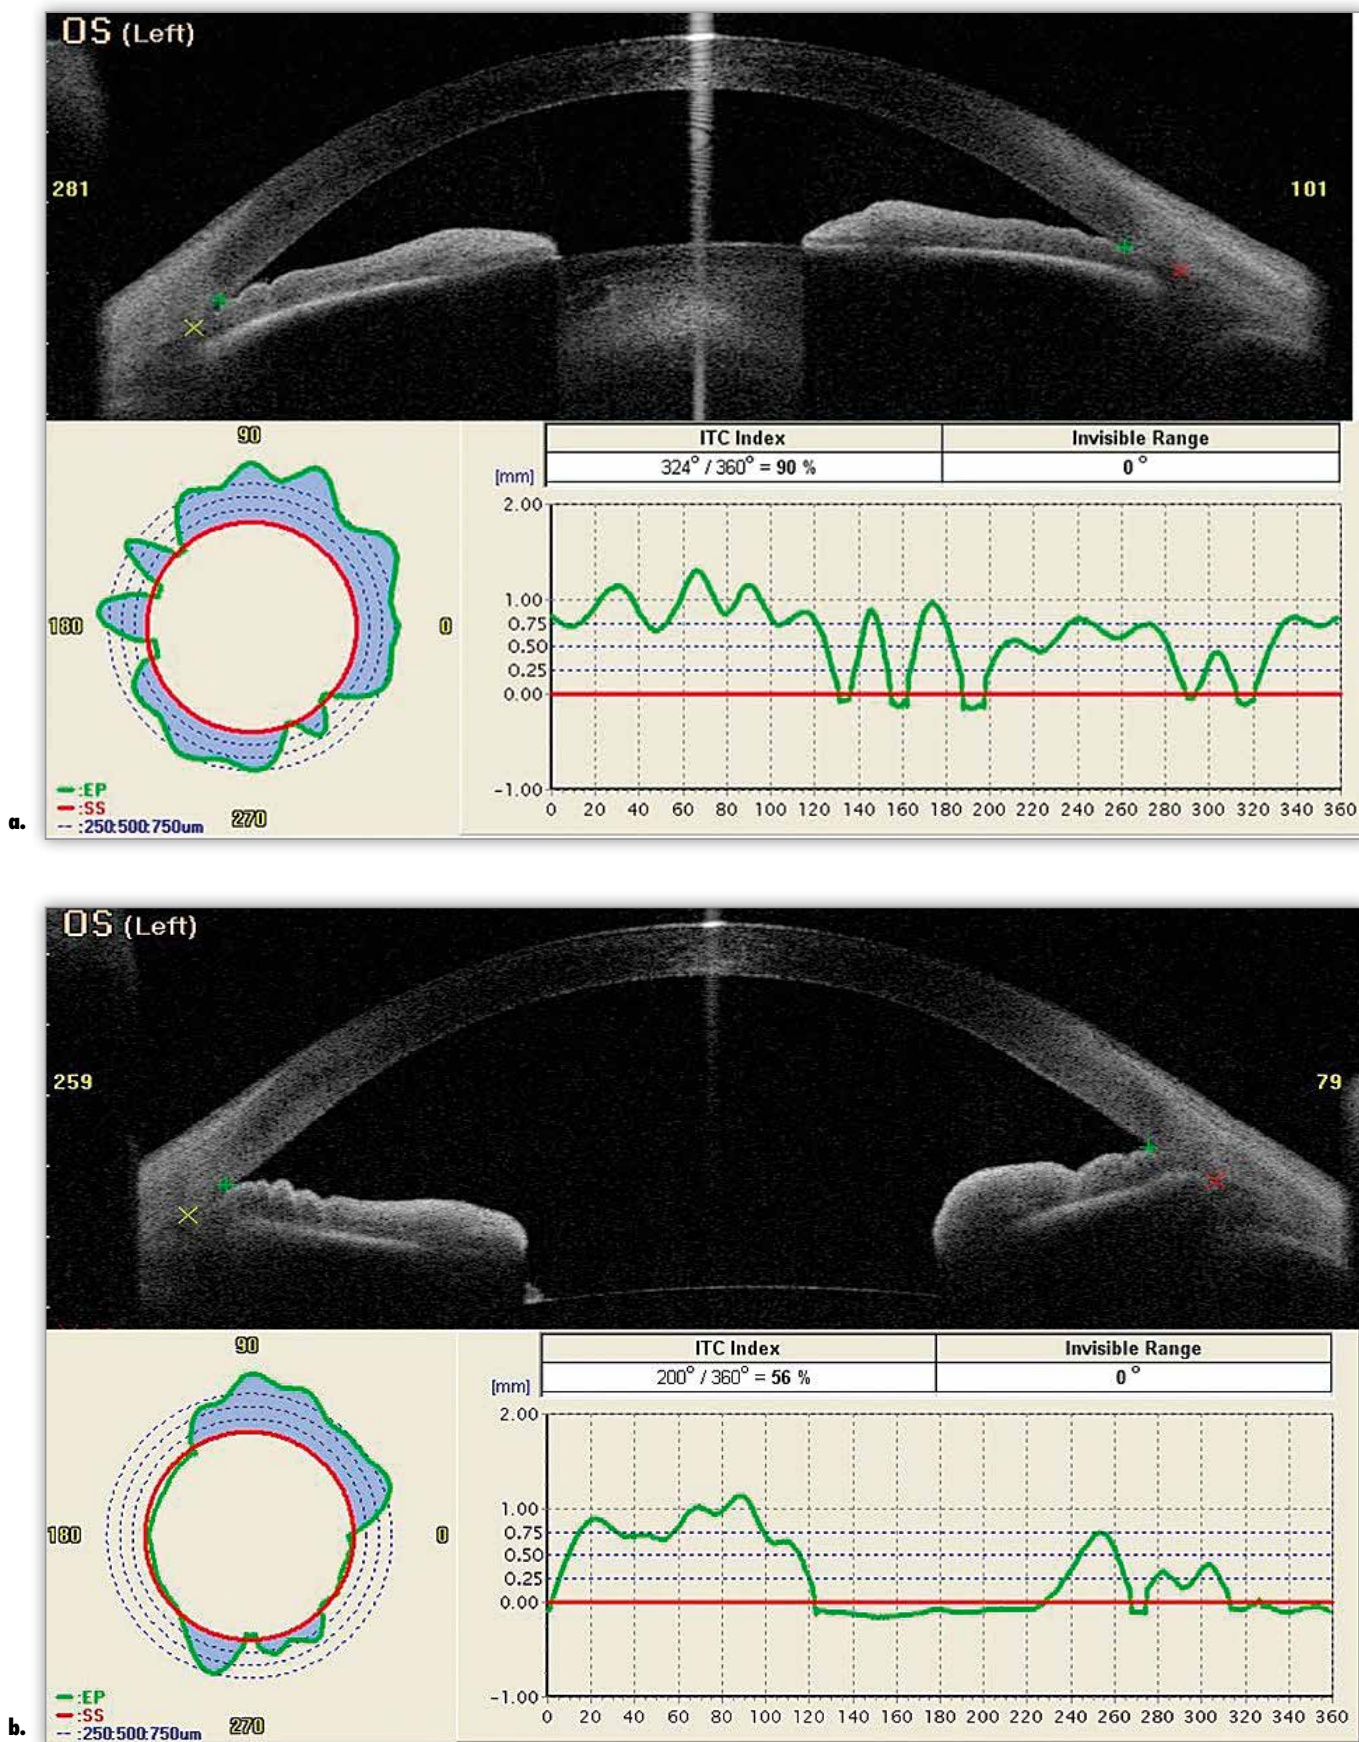 OS (Left)
281
101
90
180
0
270
:EP
:SS
:250:500:750um
ITC Index Invisible Range
324° / 360° = 90 % 0 °
[mm]
2.00
1.00
0.75
0.50
0.25
0.00
-1.00
0 20 40 60 80 100 120 140 160 180 200 220 240 260 280 300 320 340 360
a.
OS (Left)
259
79
90
180
0
270
:EP
:SS
:250:500:750um
ITC Index Invisible Range
200° / 360° = 56 % 0 °
[mm]
2.00
1.00
0.75
0.50
0.25
0.00
-1.00
0 20 40 60 80 100 120 140 160 180 200 220 240 260 280 300 320 340 360
b.